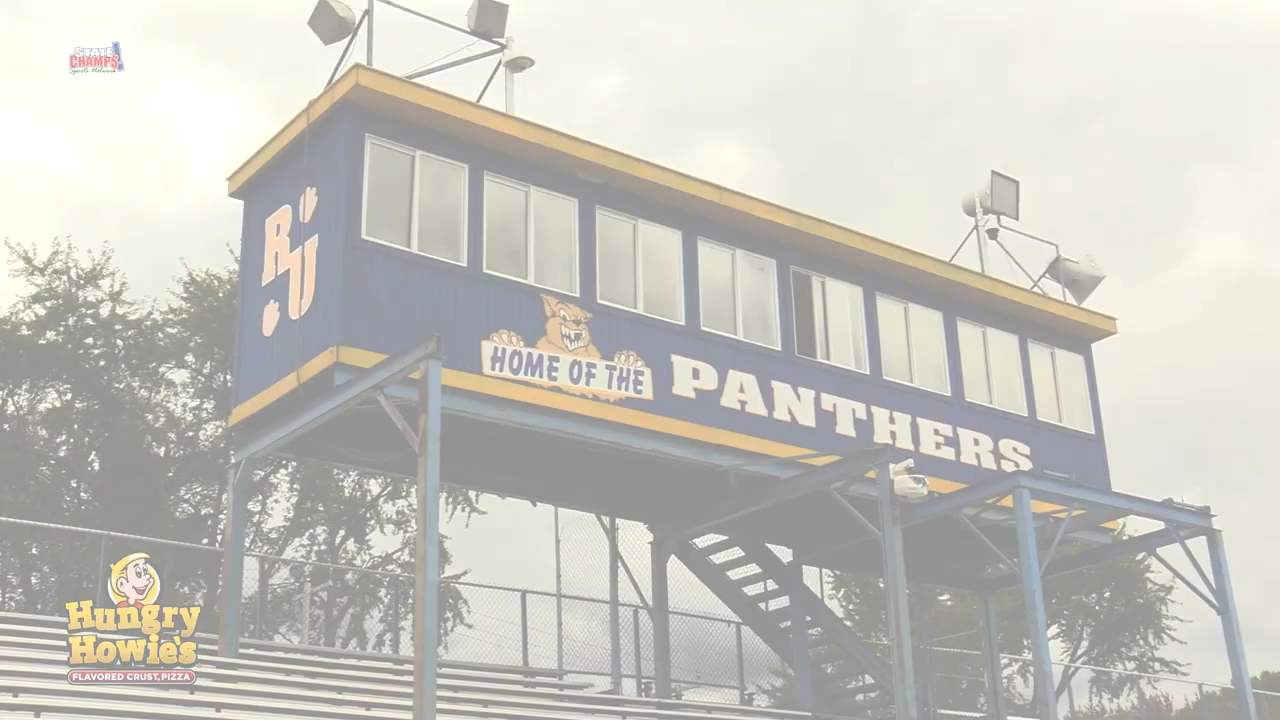 STATE
CHAMPS!
Sports Network
RU
HOME OF THE
PANTHERS
Hungry
Howie's
FLAVORED CRUST PIZZA